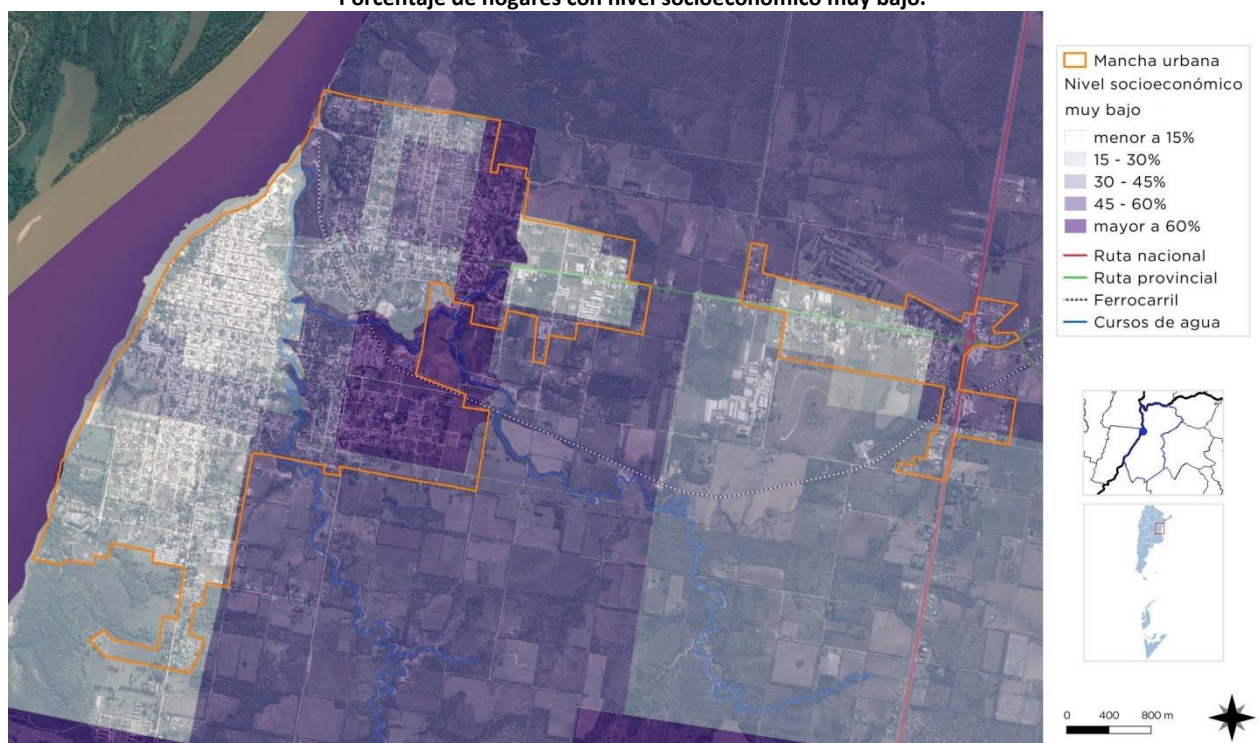 Porcentaje de hogares con nivel socioeconómico muy bajo.
Mancha urbana
Nivel socioeconómico
muy bajo
menor a 15%
15 - 30%
30 - 45%
45 - 60%
mayor a 60%
Ruta nacional
Ruta provincial
Ferrocarril
Cursos de agua
0 400 800 m